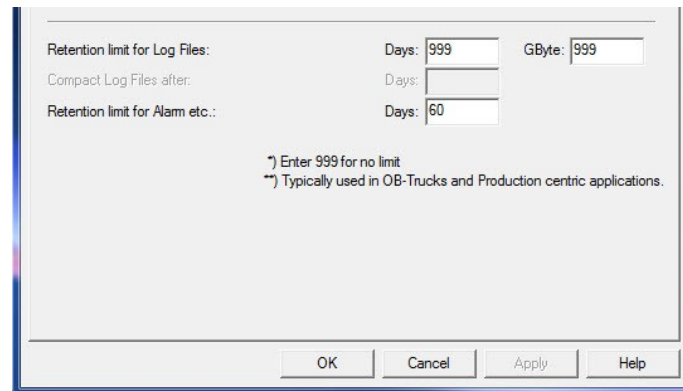 Retention limit for Log Files: Days: 999 GByte: 999
Compact Log Files after: Days:
Retention limit for Alarm etc.: Days: 60
*) Enter 999 for no limit
**) Typically used in OB-Trucks and Production centric applications.
OK Cancel Apply Help